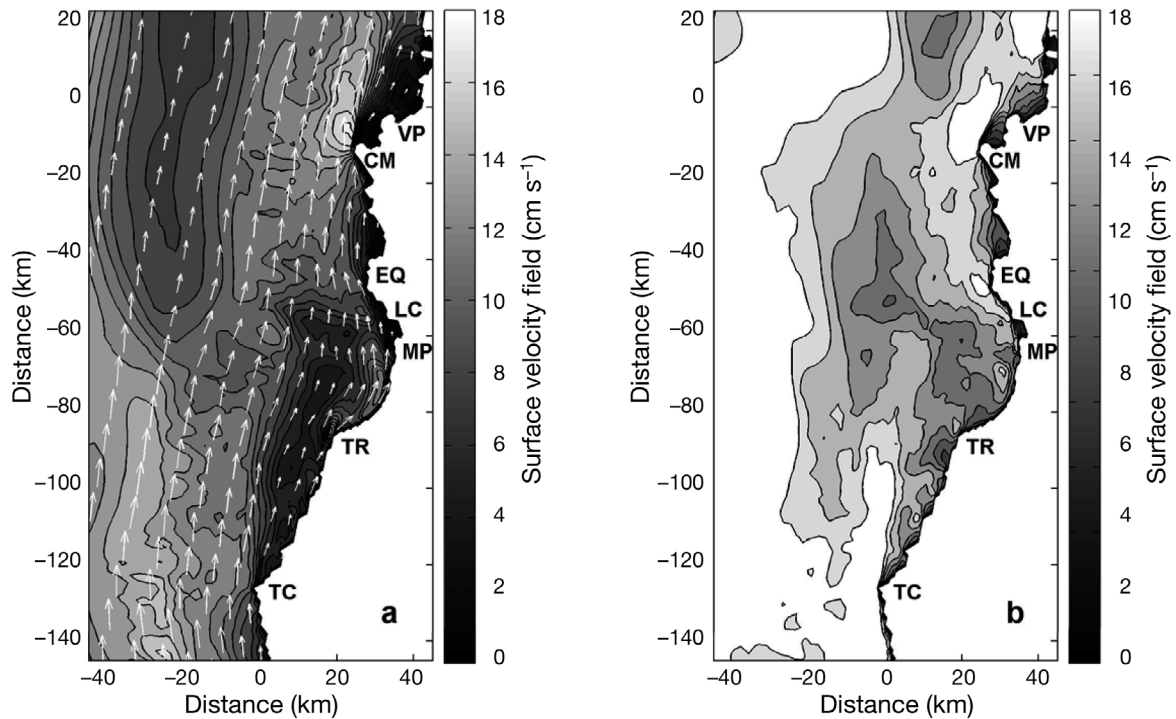 20
0
−20
−40
−60
−80
−100
−120
−140
Distance (km)
−40
−20
0
20
40
Distance (km)
VP
CM
EQ
LC
MP
TR
TC
a
18
16
14
12
10
8
6
4
2
0
Surface velocity field (cm s⁻¹)
20
0
−20
−40
−60
−80
−100
−120
−140
Distance (km)
−40
−20
0
20
40
Distance (km)
VP
CM
EQ
LC
MP
TR
TC
b
18
16
14
12
10
8
6
4
2
0
Surface velocity field (cm s⁻¹)